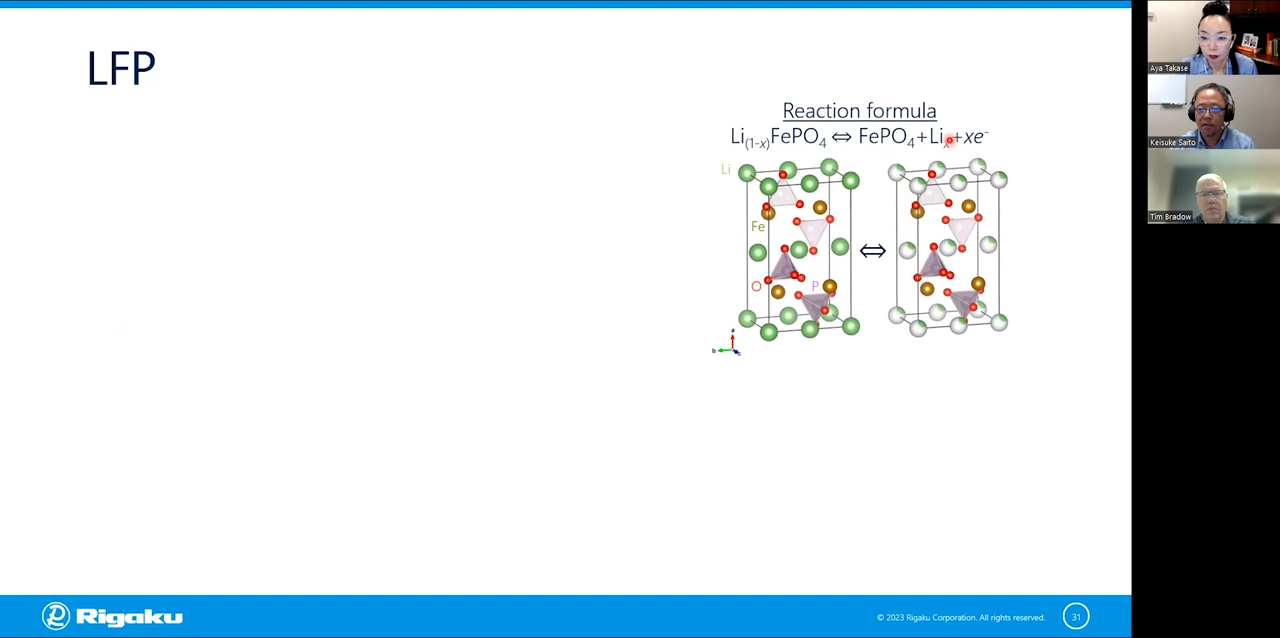 LFP
Reaction formula
Li(1-x)FePO4 ⇔ FePO4+Lix+xe-
Li
Fe
O
P
a
b
c
Rigaku
© 2023 Rigaku Corporation. All rights reserved.
31
Aya Takase
Keisuke Saito
Tim Bradow